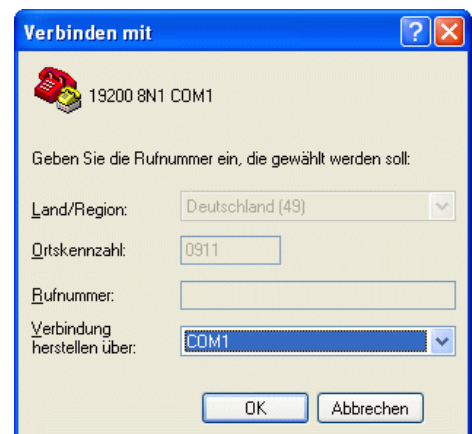 Verbinden mit
19200 8N1 COM1
Geben Sie die Rufnummer ein, die gewählt werden soll:
Land/Region: Deutschland (49)
Ortskennzahl: 0911
Rufnummer:
Verbindung
herstellen über: COM1
OK Abbrechen